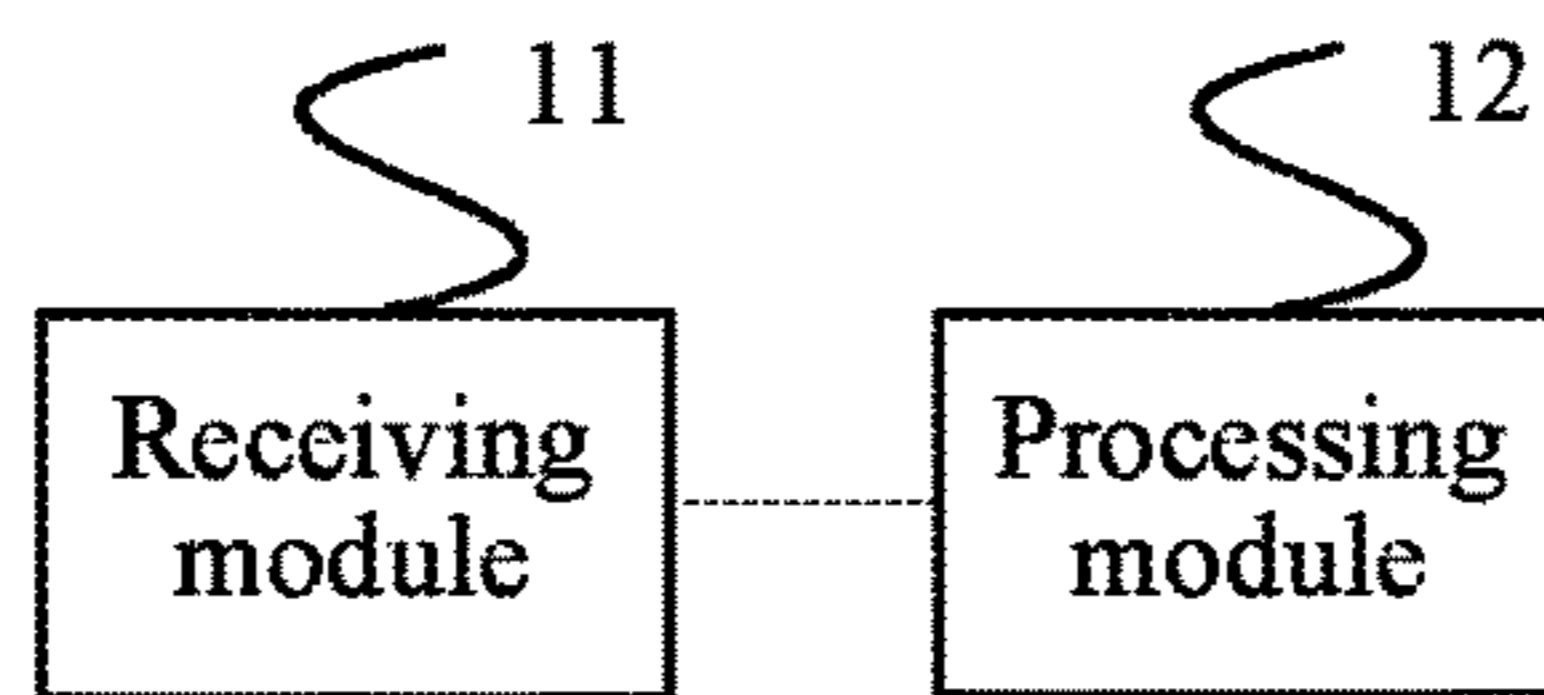 11
12
Receiving
module
Processing
module